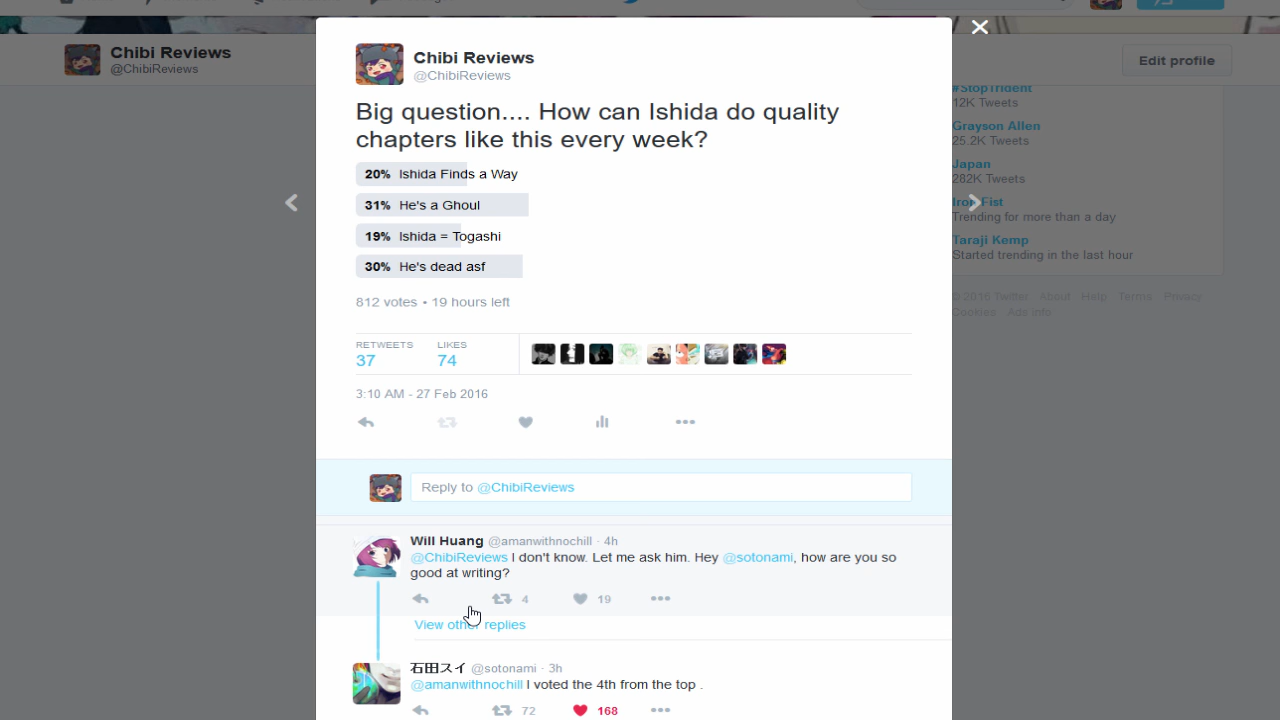 Chibi Reviews
@ChibiReviews
Edit profile
Chibi Reviews
@ChibiReviews
Big question.... How can Ishida do quality
chapters like this every week?
20% Ishida Finds a Way
31% He's a Ghoul
19% Ishida = Togashi
30% He's dead asf
812 votes • 19 hours left
RETWEETS LIKES
37 74
3:10 AM - 27 Feb 2016
Reply to @ChibiReviews
Will Huang @amanwithnochill · 4h
@ChibiReviews I don't know. Let me ask him. Hey @sotonami, how are you so
good at writing?
4 19
View other replies
石田スイ @sotonami · 3h
@amanwithnochill I voted the 4th from the top .
72 168
#StopTrident
12K Tweets
Grayson Allen
25.2K Tweets
Japan
282K Tweets
Iron Fist
Trending for more than a day
Taraji Kemp
Started trending in the last hour
© 2016 Twitter About Help Terms Privacy
Cookies Ads info